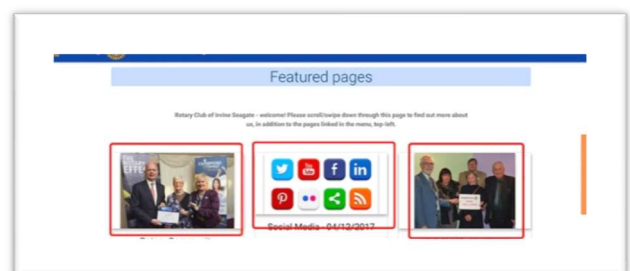 Featured pages
Rotary Club of Irvine Seagate - welcome! Please scroll/swipe down through this page to find out more about
us, in addition to the pages linked in the menu, top-left.
Social Media - 04/12/2017